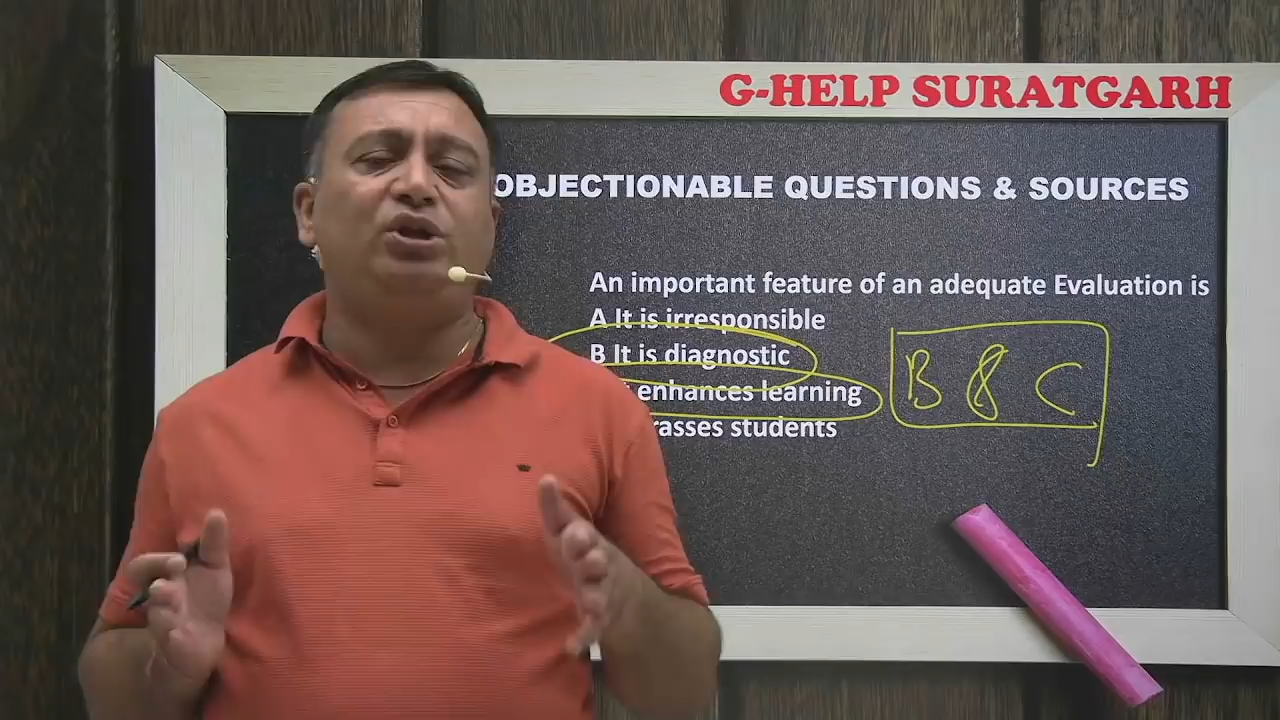 G-HELP SURATGARH
OBJECTIONABLE QUESTIONS & SOURCES
An important feature of an adequate Evaluation is
A It is irresponsible
B It is diagnostic
enhances learning
students
B & C